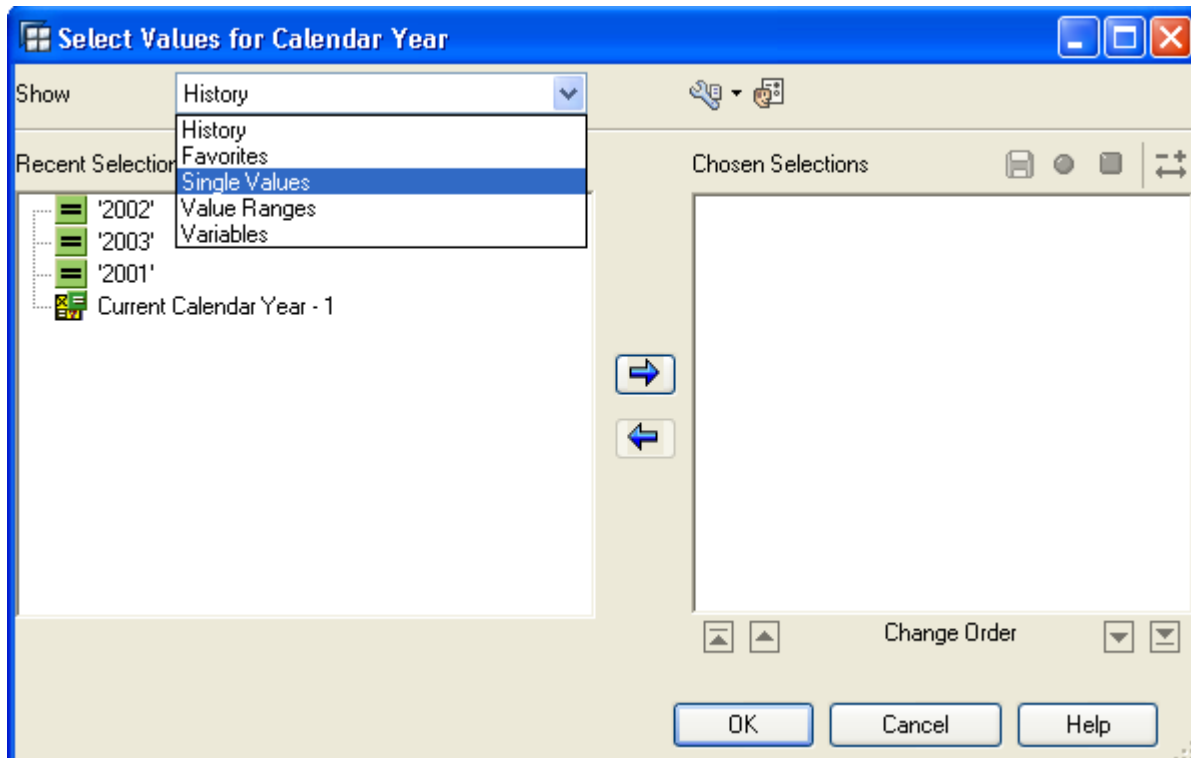 Select Values for Calendar Year
Show
History
History
Favorites
Single Values
Value Ranges
Variables
Recent Selection
'2002'
'2003'
'2001'
Current Calendar Year - 1
Chosen Selections
Change Order
OK
Cancel
Help